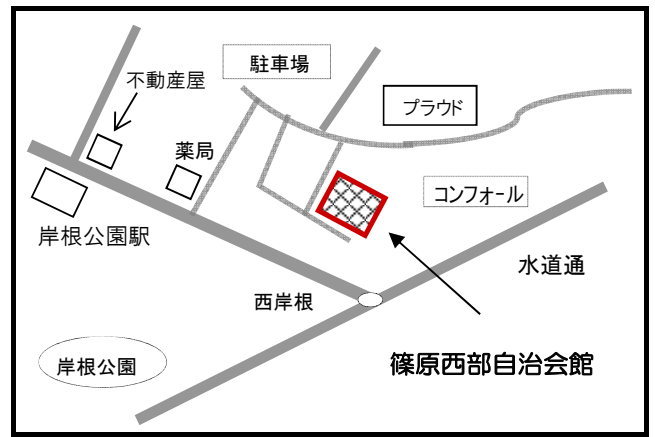 駐車場
不動産屋
プラウド
薬局
コンフォール
岸根公園駅
水道通
西岸根
岸根公園
篠原西部自治会館